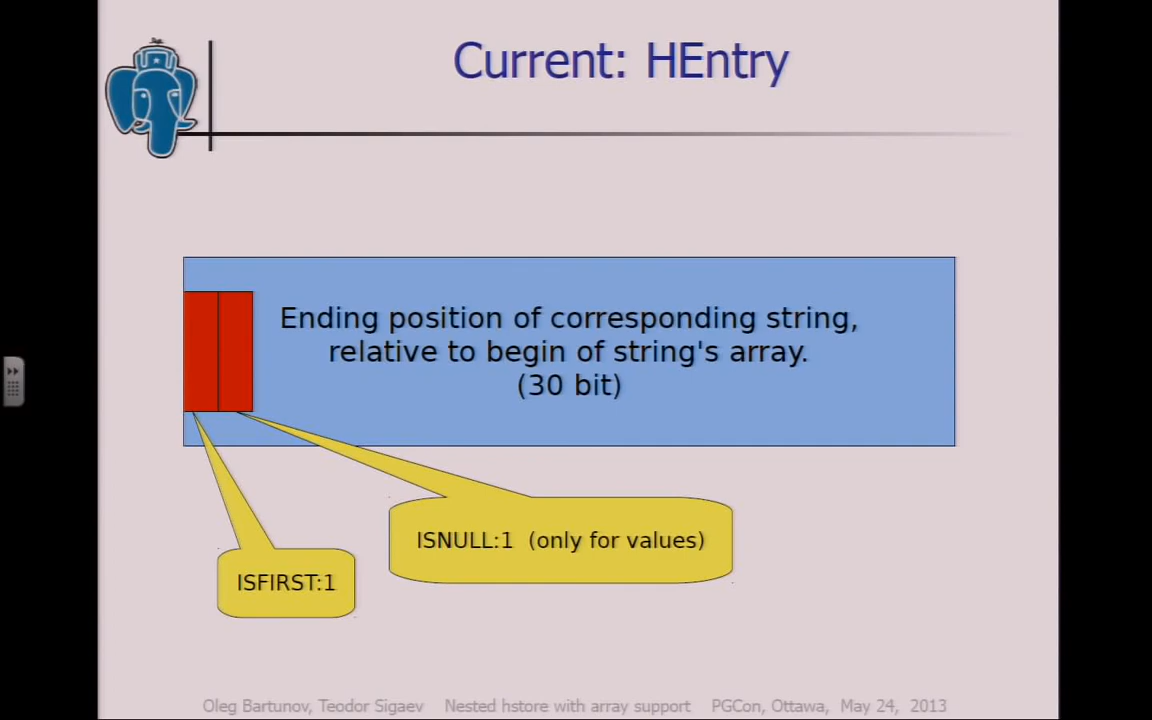 Current: HEntry
Ending position of corresponding string,
relative to begin of string's array.
(30 bit)
ISNULL:1 (only for values)
ISFIRST:1
Oleg Bartunov, Teodor Sigaev Nested hstore with array support PGCon, Ottawa, May 24, 2013